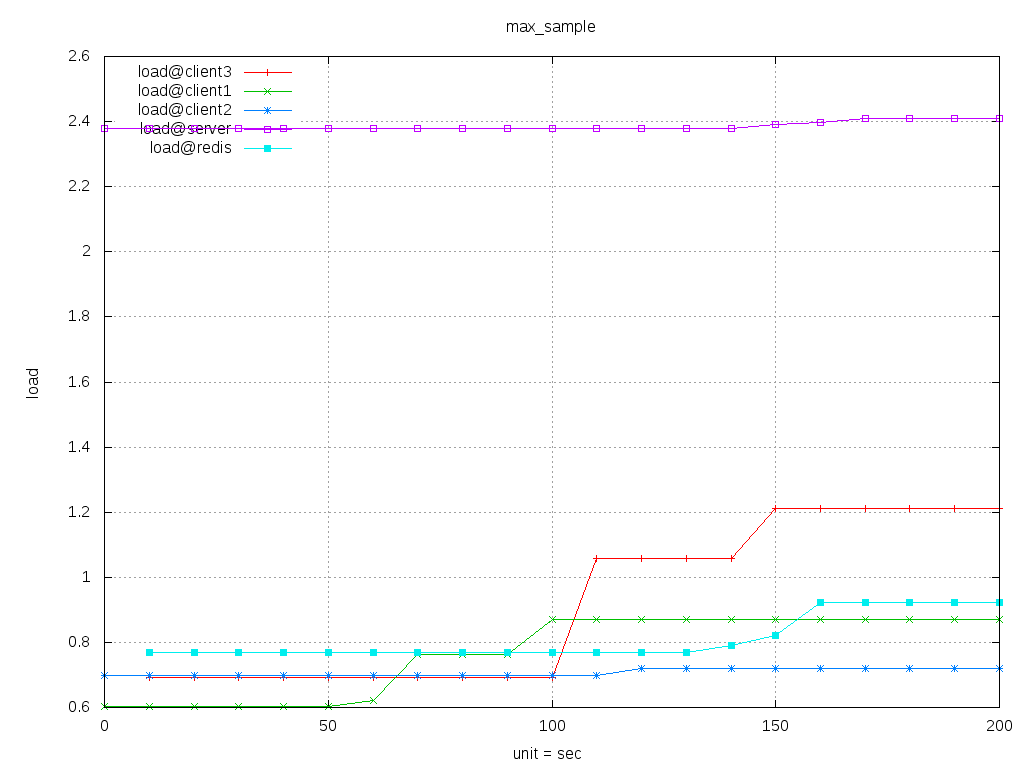 max_sample
2.6
2.4
2.2
2
1.8
1.6
1.4
1.2
1
0.8
0.6
load
load@client3
load@client1
load@client2
load@server
load@redis
0 50 100 150 200
unit = sec